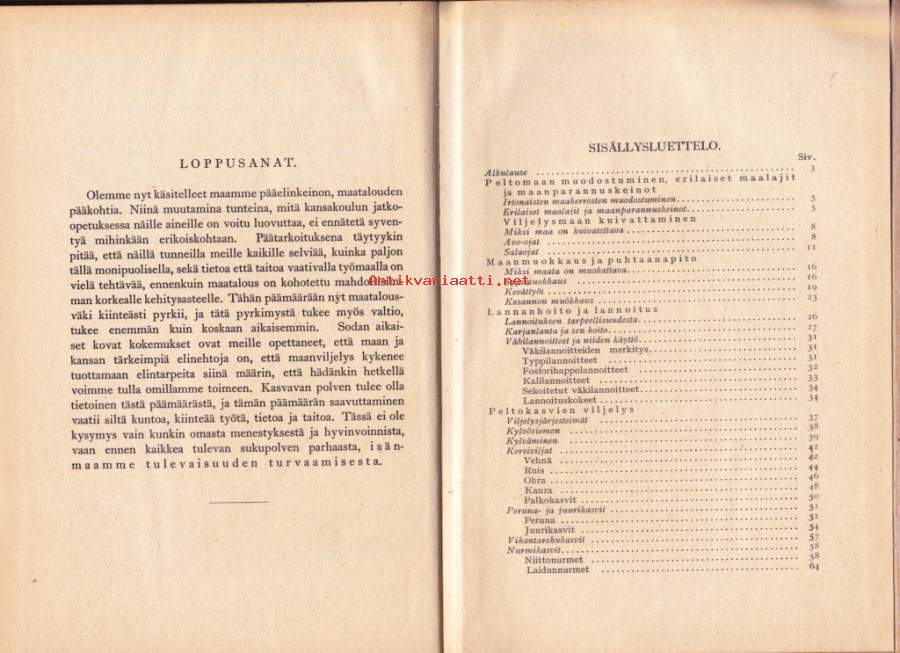 LOPPUSANAT.
Olemme nyt käsitelleet maamme pääelinkeinon, maatalouden
pääkohtia. Niinä muutamina tunteina, mitä kansakoulun jatko-
opetuksessa näille aineille on voitu luovuttaa, ei ennätetä syven-
tyä mihinkään erikoiskohtaan. Päätarkoituksena täytyykin
pitää, että näillä tunneilla meille kaikille selviää, kuinka paljon
tällä monipuolisella, sekä tietoa että taitoa vaativalla työmaalla on
vielä tehtävää, ennenkuin maatalous on kohotettu mahdollisim-
man korkealle kehitysasteelle. Tähän päämäärään nyt maatalous-
väki kiinteästi pyrkii, ja tätä pyrkimystä tukee myös valtio,
tukee enemmän kuin koskaan aikaisemmin. Sodan aikai-
set kovat kokemukset ovat meille opettaneet, että maan ja
kansan tärkeimpiä elinehtoja on, että maanviljelys kykenee
tuottamaan elintarpeita siinä määrin, että hädänkin hetkellä
voimme tulla omillamme toimeen. Kasvavan polven tulee olla
tietoinen tästä päämäärästä, ja tämän päämäärän saavuttaminen
vaatii siltä kuntoa, kiinteää työtä, tietoa ja taitoa. Tässä ei ole
kysymys vain kunkin omasta menestyksestä ja hyvinvoinnista,
vaan ennen kaikkea tulevan sukupolven parhaasta, isän-
maamme tulevaisuuden turvaamisesta.
Antikvariaatti.net
SISÄLLYSLUETTELO.
Siv.
Alkulause 3
Peltomaan muodostuminen, erilaiset maalajit
ja maanparannuskeinot
Irtonaisten maakerrosten muodostuminen 5
Erilaiset maalajit ja maanparannuskeinot 5
Viljelysmaan kuivattaminen
Miksi maa on kuivatettava 8
Avo-ojat 8
Salaojat 11
Maanmuokkaus ja puhtaanapito
Miksi maata on muokattava 16
muokkaus 16
Kevättyöt 19
Kesannon muokkaus 23
Lannanhoito ja lannoitus
Lannoituksen tarpeellisuudesta 26
Karjanlanta ja sen hoito 27
Väkilannoitteet ja niiden käyttö 31
Väkilannoitteiden merkitys 31
Typpilannoitteet 31
Fosforihappolannoitteet 32
Kalilannoitteet 33
Sekoitetut väkilannoitteet 34
Lannoituskokeet 34
Peltokasvien viljelys
Viljelysjärjestelmät 37
Kylvösiemen 38
Kylväminen 39
Korsiviljat 42
Vehnä 42
Ruis 44
Ohra 46
Kaura 48
Palkokasvit 50
Peruna- ja juurikasvit 51
Peruna 51
Juurikasvit 54
Vihantarehukasvit 57
Nurmikasvit 58
Niittonurmet 58
Laidunnurmet 64